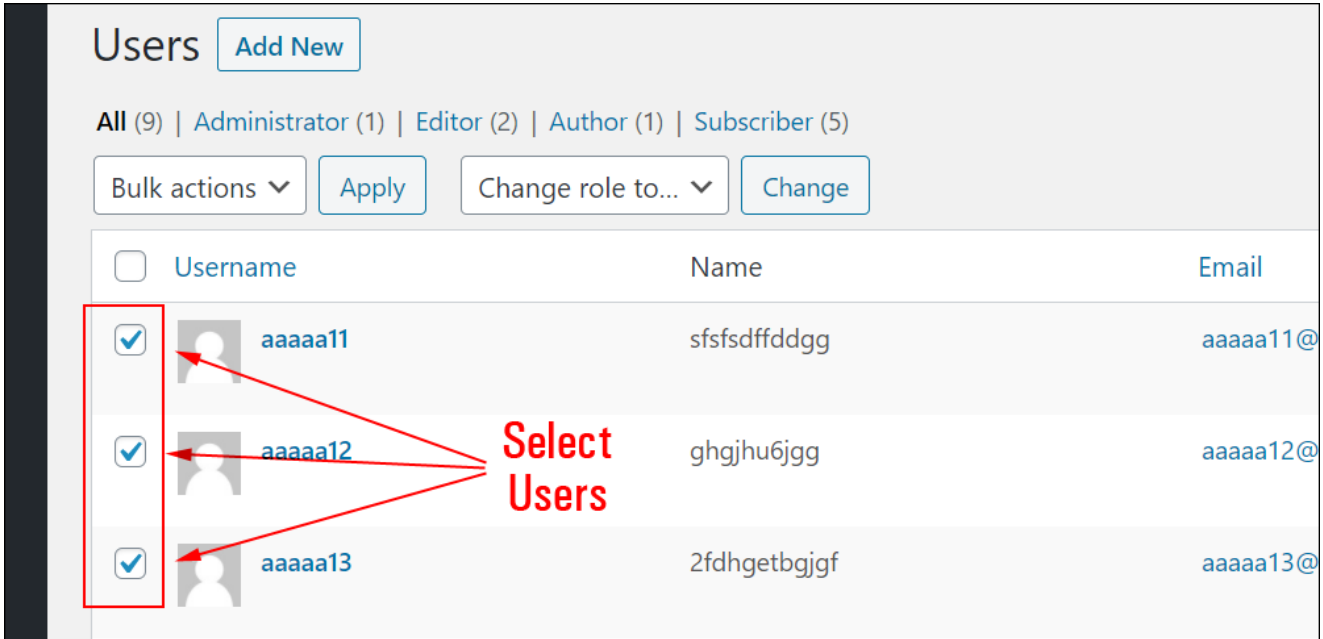 Users Add New
All (9) | Administrator (1) | Editor (2) | Author (1) | Subscriber (5)
Bulk actions Apply Change role to... Change
Username Name Email
aaaaa11 sfsfsdffddgg aaaaa11@
aaaaa12 ghgjhu6jgg aaaaa12@
Select
Users
aaaaa13 2fdhgetbgjgf aaaaa13@